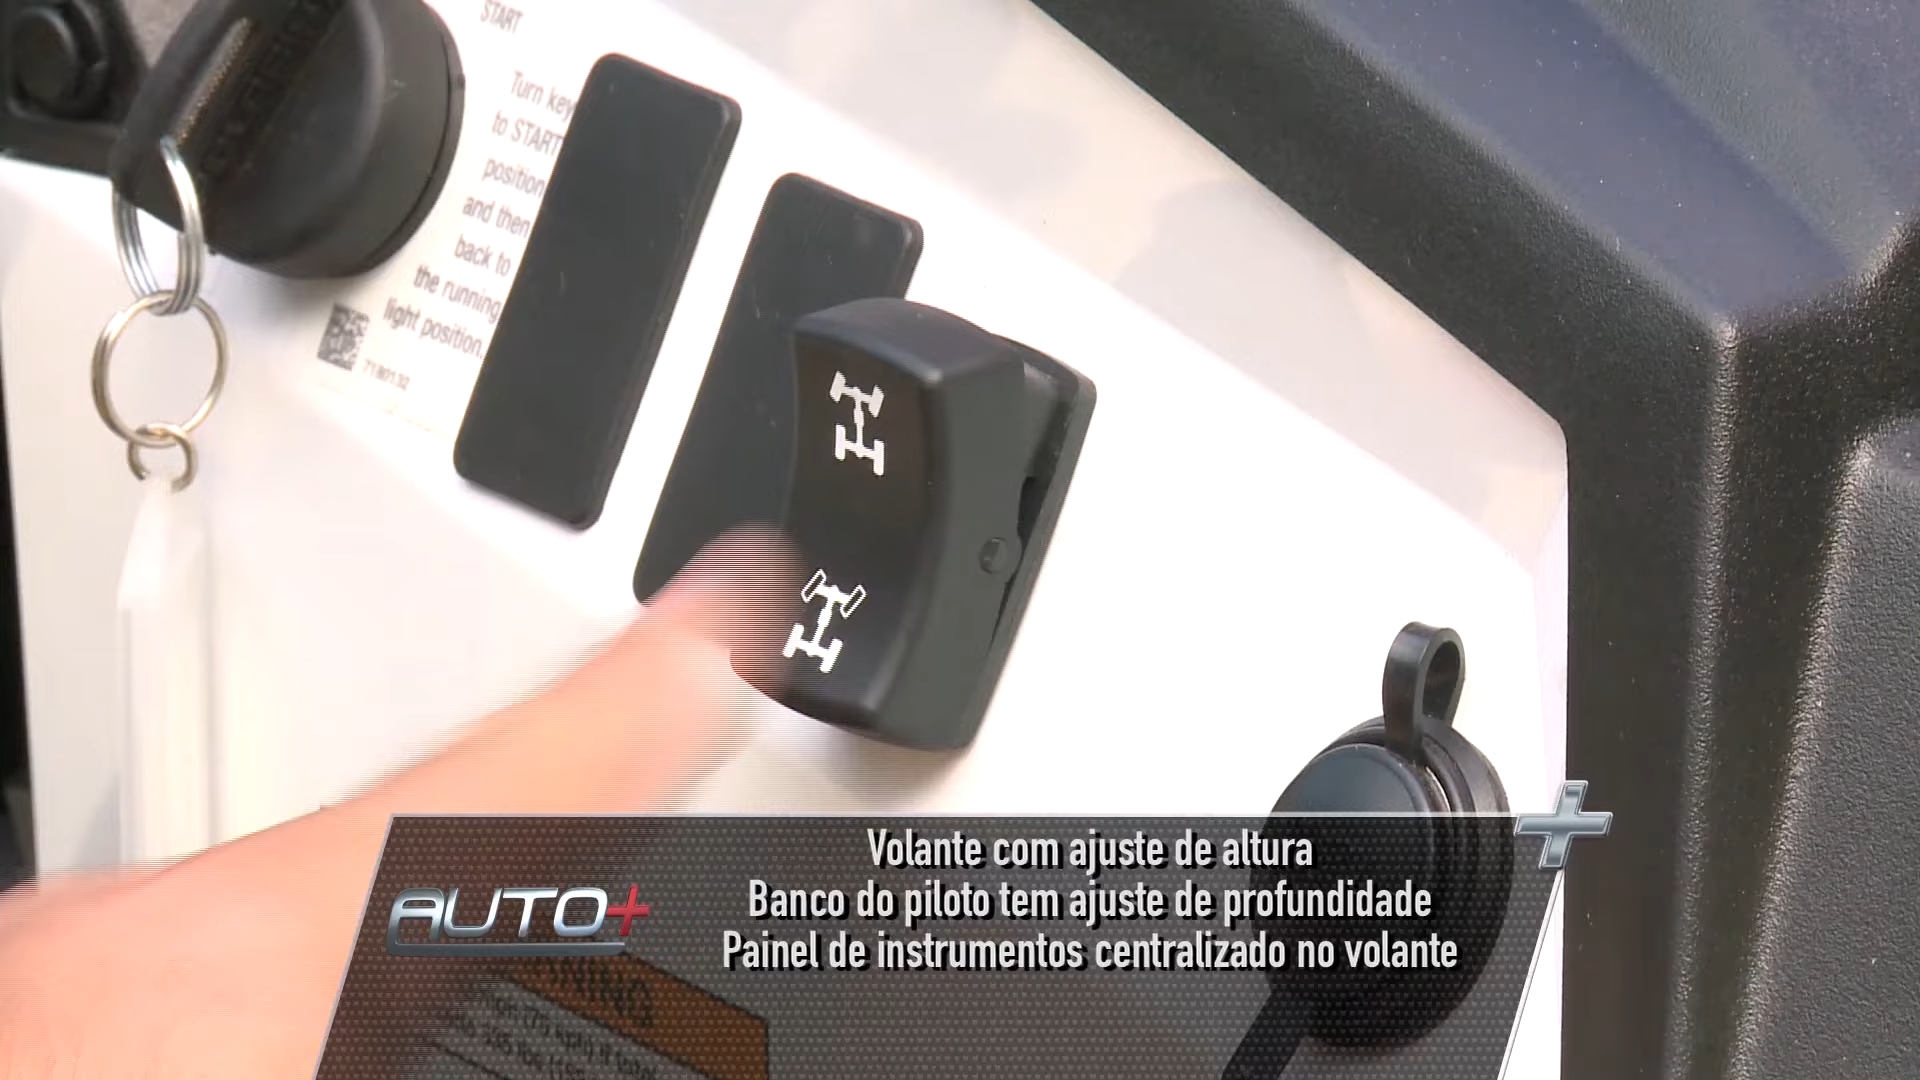 START
Turn key
to START
position
and then
back to
the running
light position.
Volante com ajuste de altura
Banco do piloto tem ajuste de profundidade
Painel de instrumentos centralizado no volante
AUTO+